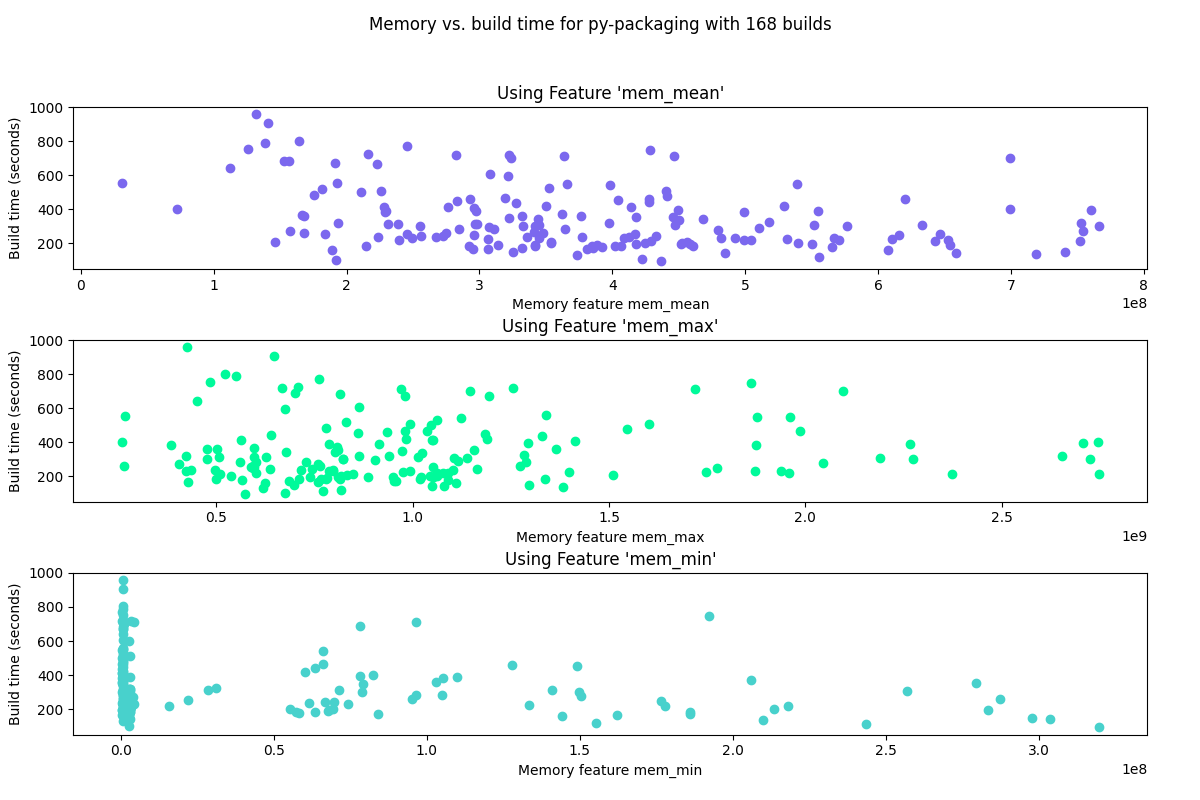 Memory vs. build time for py-packaging with 168 builds
Using Feature 'mem_mean'
Build time (seconds)
1000
800
600
400
200
0 1 2 3 4 5 6 7 8
1e8
Memory feature mem_mean
Using Feature 'mem_max'
Build time (seconds)
1000
800
600
400
200
0.5 1.0 1.5 2.0 2.5
1e9
Memory feature mem_max
Using Feature 'mem_min'
Build time (seconds)
1000
800
600
400
200
0.0 0.5 1.0 1.5 2.0 2.5 3.0
1e8
Memory feature mem_min